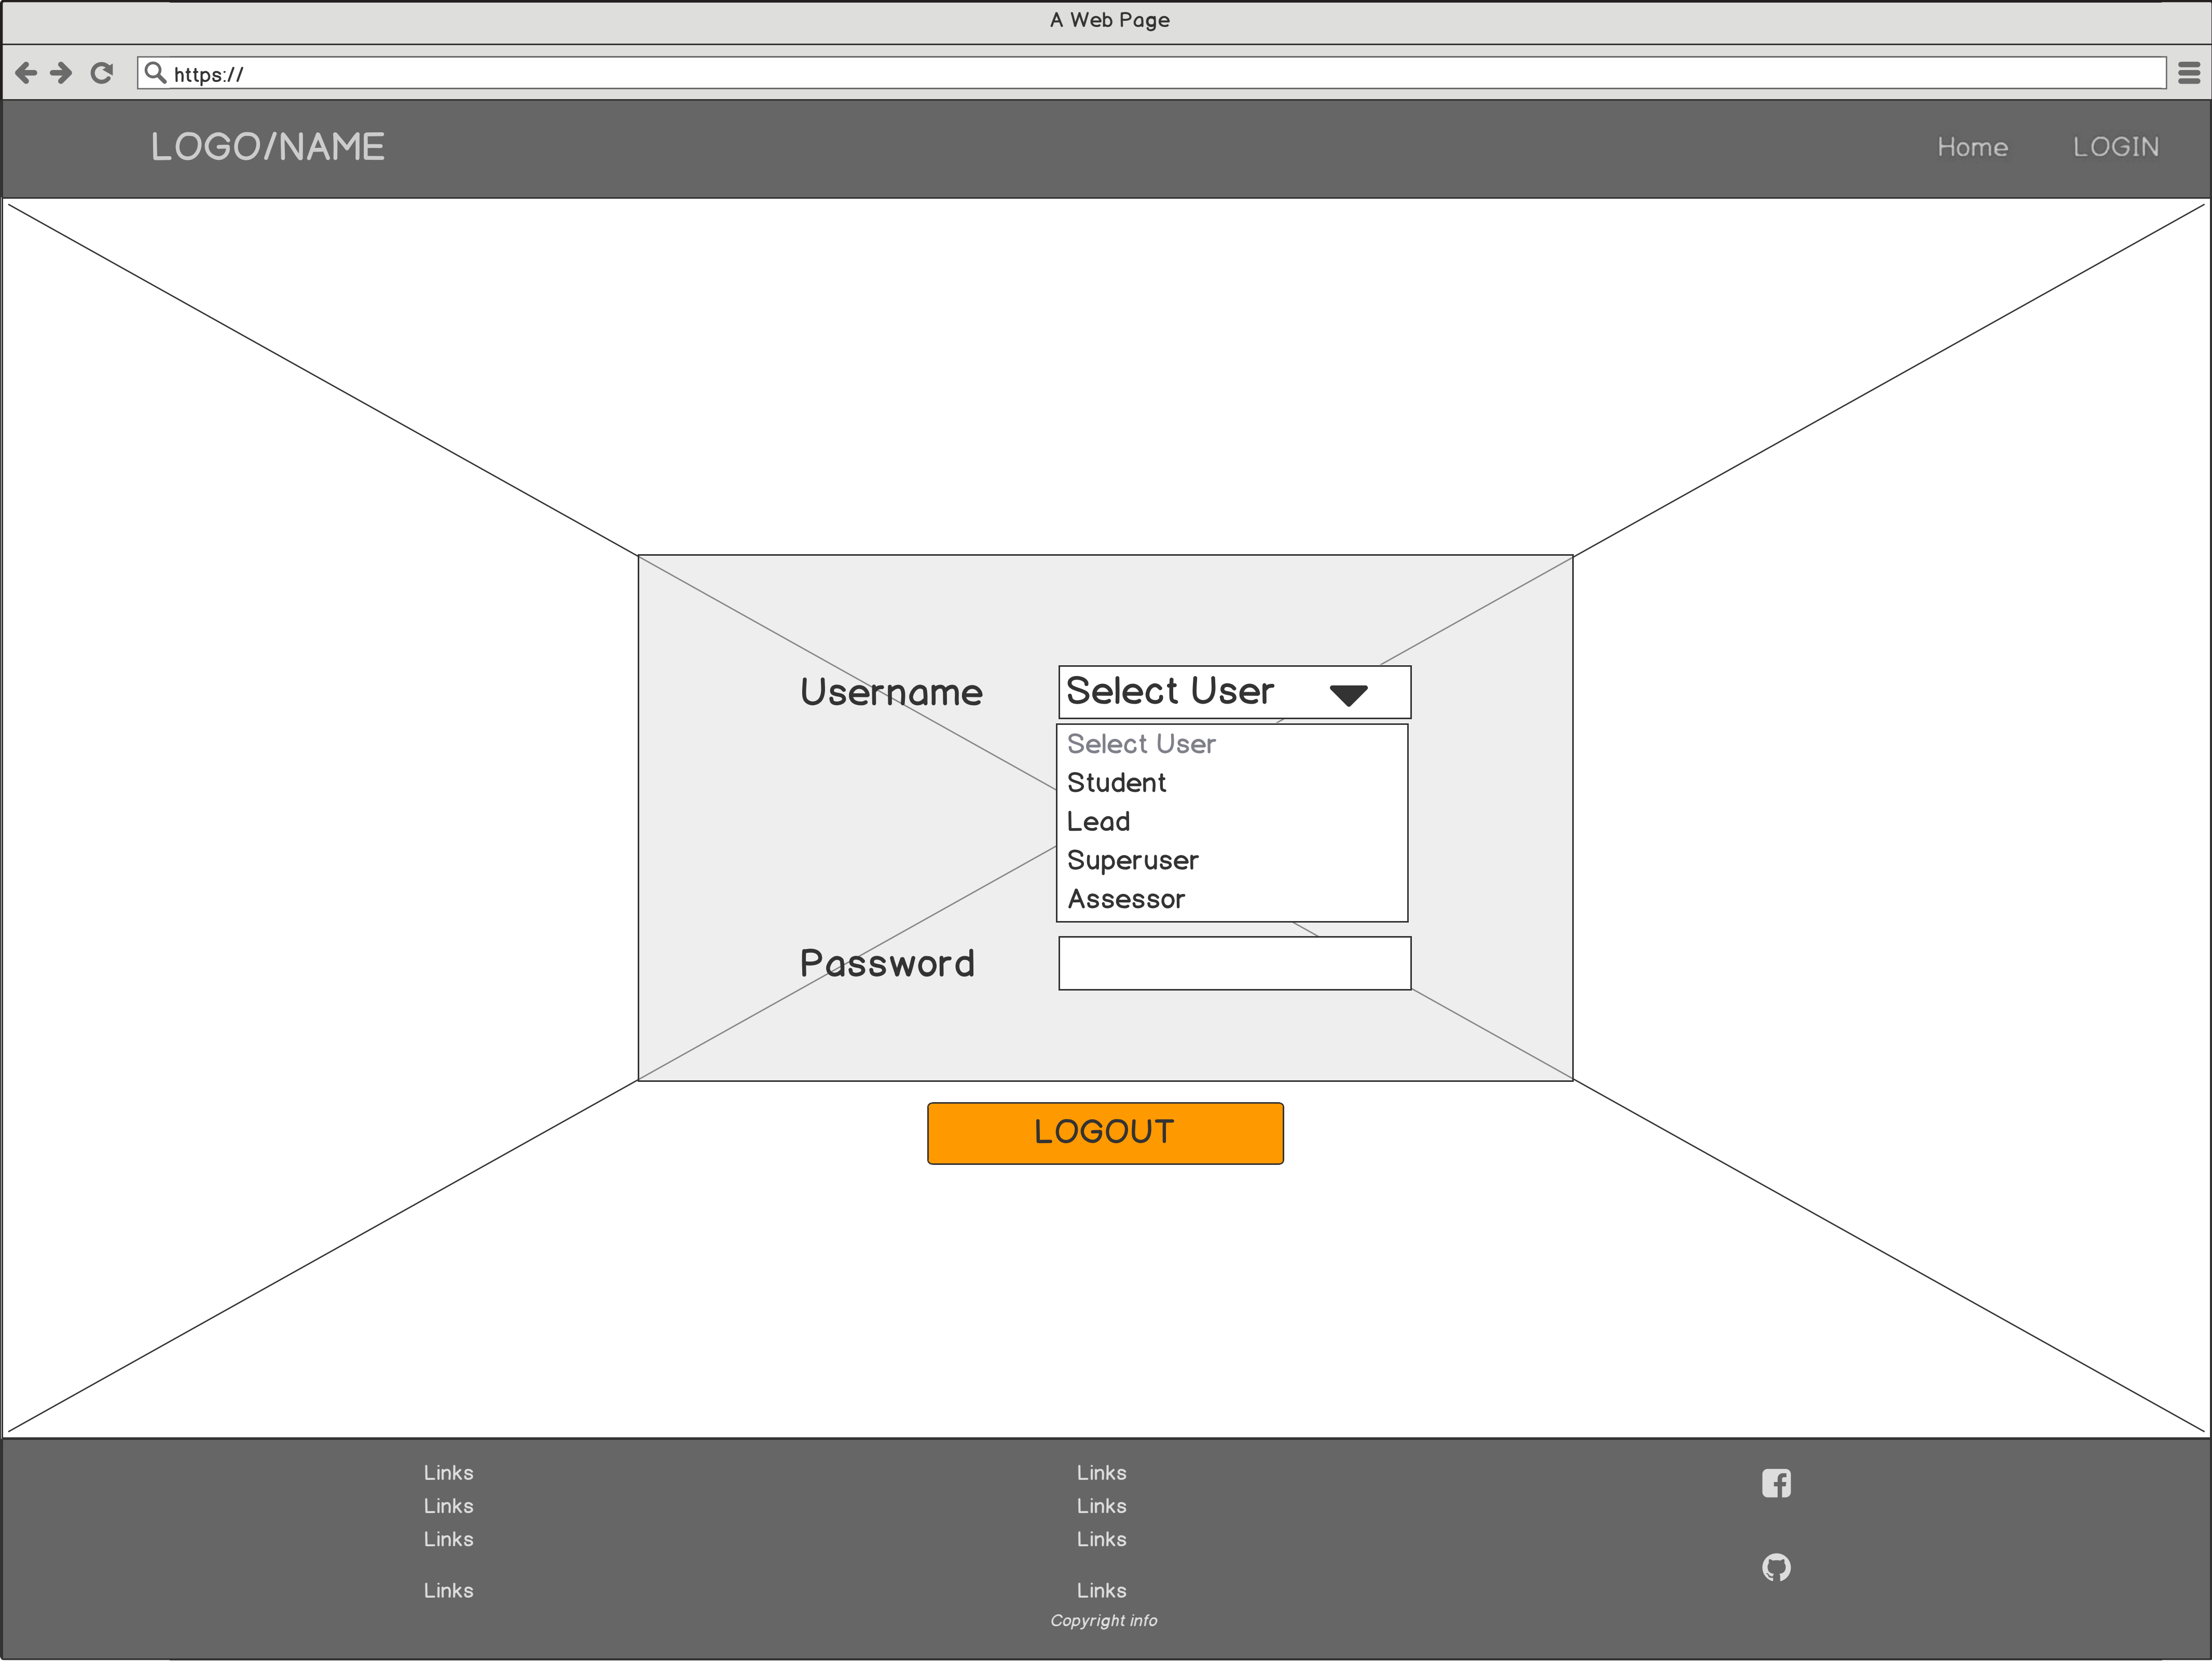 A Web Page
https://
LOGO/NAME
Home
LOGIN
Username
Select User
Select User
Student
Lead
Superuser
Assessor
Password
LOGOUT
Links
Links
Links
Links
Links
Links
Links
Links
Copyright info